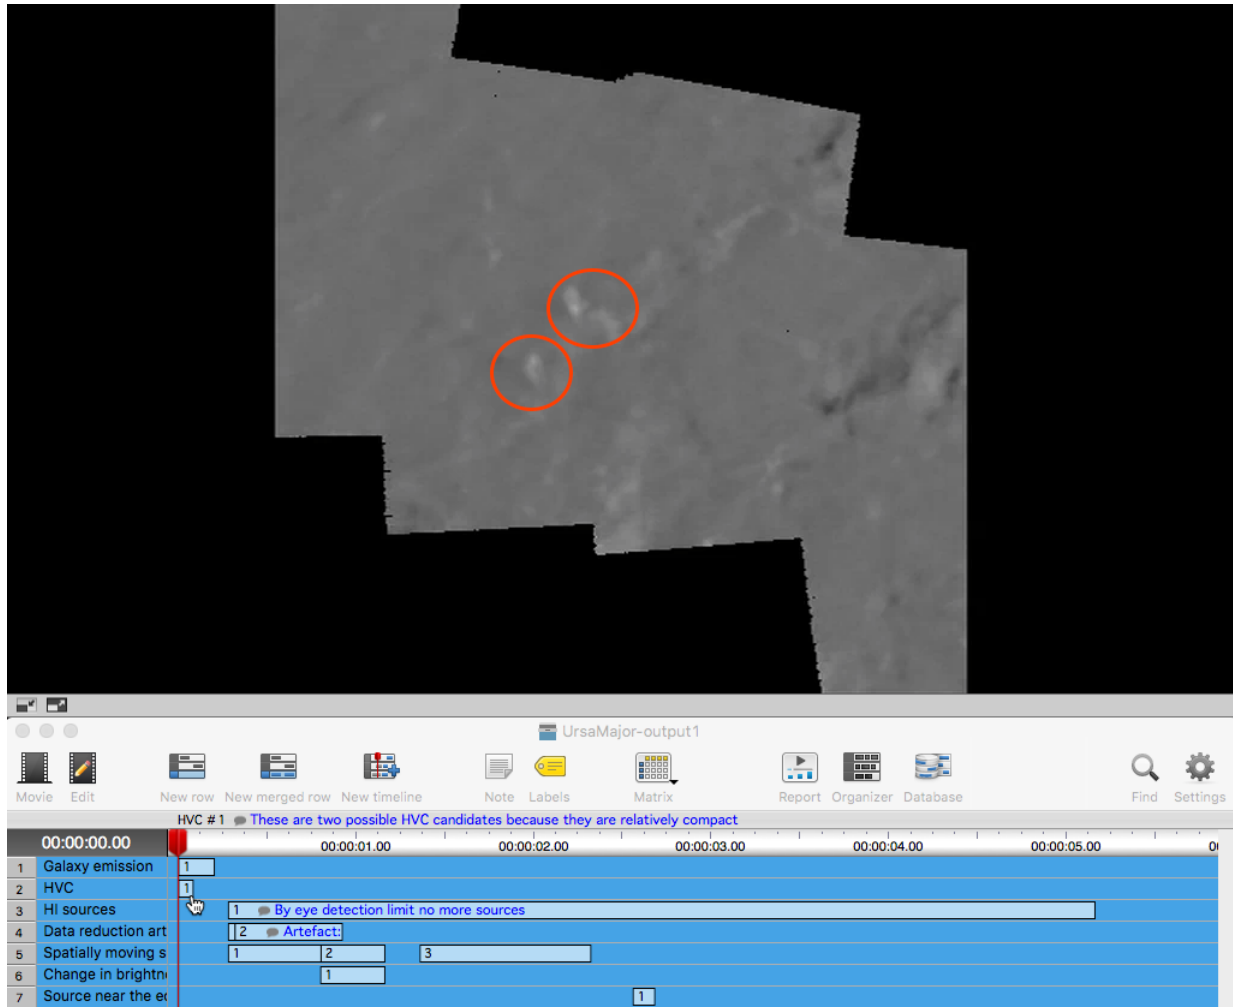 UrsaMajor-output1
Movie Edit New row New merged row New timeline Note Labels Matrix Report Organizer Database Find Settings
HVC #1 These are two possible HVC candidates because they are relatively compact
00:00:00.00 00:00:01.00 00:00:02.00 00:00:03.00 00:00:04.00 00:00:05.00
1 Galaxy emission 1
2 HVC 1
3 HI sources 1 By eye detection limit no more sources
4 Data reduction art 2 Artefact:
5 Spatially moving s 1 2 3
6 Change in brightn 1
7 Source near the e 1